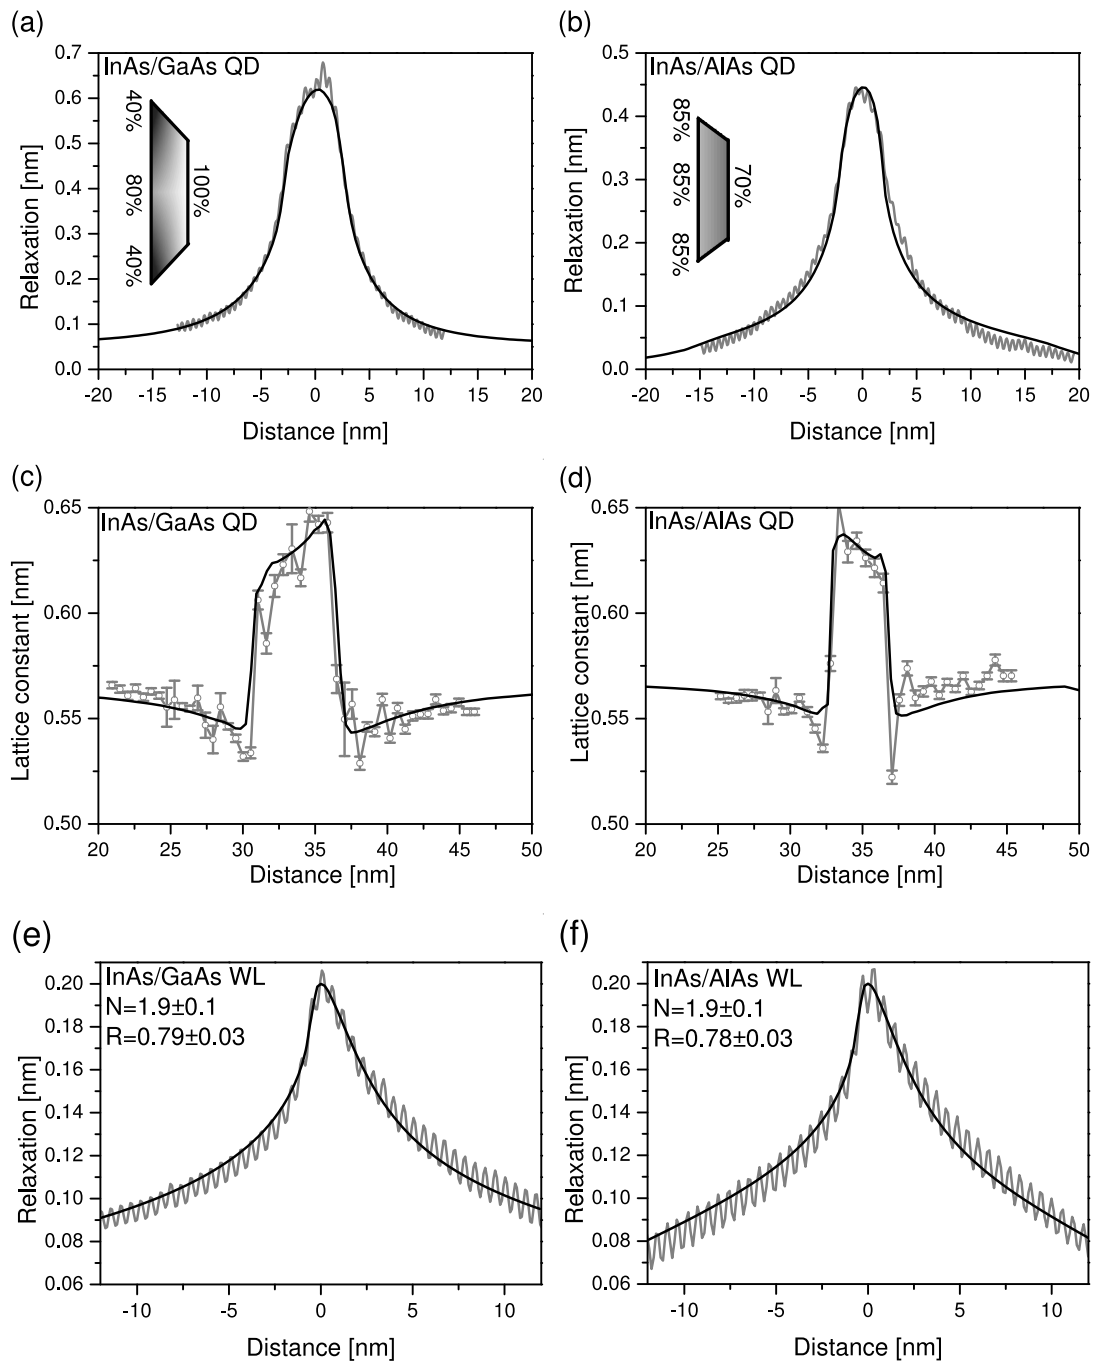 (a)
InAs/GaAs QD
40%
80%
40%
100%
0.7
0.6
0.5
0.4
0.3
0.2
0.1
0.0
Relaxation [nm]
-20 -15 -10 -5 0 5 10 15 20
Distance [nm]
(b)
InAs/AlAs QD
85%
85%
85%
70%
0.5
0.4
0.3
0.2
0.1
0.0
Relaxation [nm]
-20 -15 -10 -5 0 5 10 15 20
Distance [nm]
(c)
InAs/GaAs QD
0.65
0.60
0.55
0.50
Lattice constant [nm]
20 25 30 35 40 45 50
Distance [nm]
(d)
InAs/AlAs QD
0.65
0.60
0.55
0.50
Lattice constant [nm]
20 25 30 35 40 45 50
Distance [nm]
(e)
InAs/GaAs WL
N=1.9±0.1
R=0.79±0.03
0.20
0.18
0.16
0.14
0.12
0.10
0.08
0.06
Relaxation [nm]
-10 -5 0 5 10
Distance [nm]
(f)
InAs/AlAs WL
N=1.9±0.1
R=0.78±0.03
0.20
0.18
0.16
0.14
0.12
0.10
0.08
0.06
Relaxation [nm]
-10 -5 0 5 10
Distance [nm]